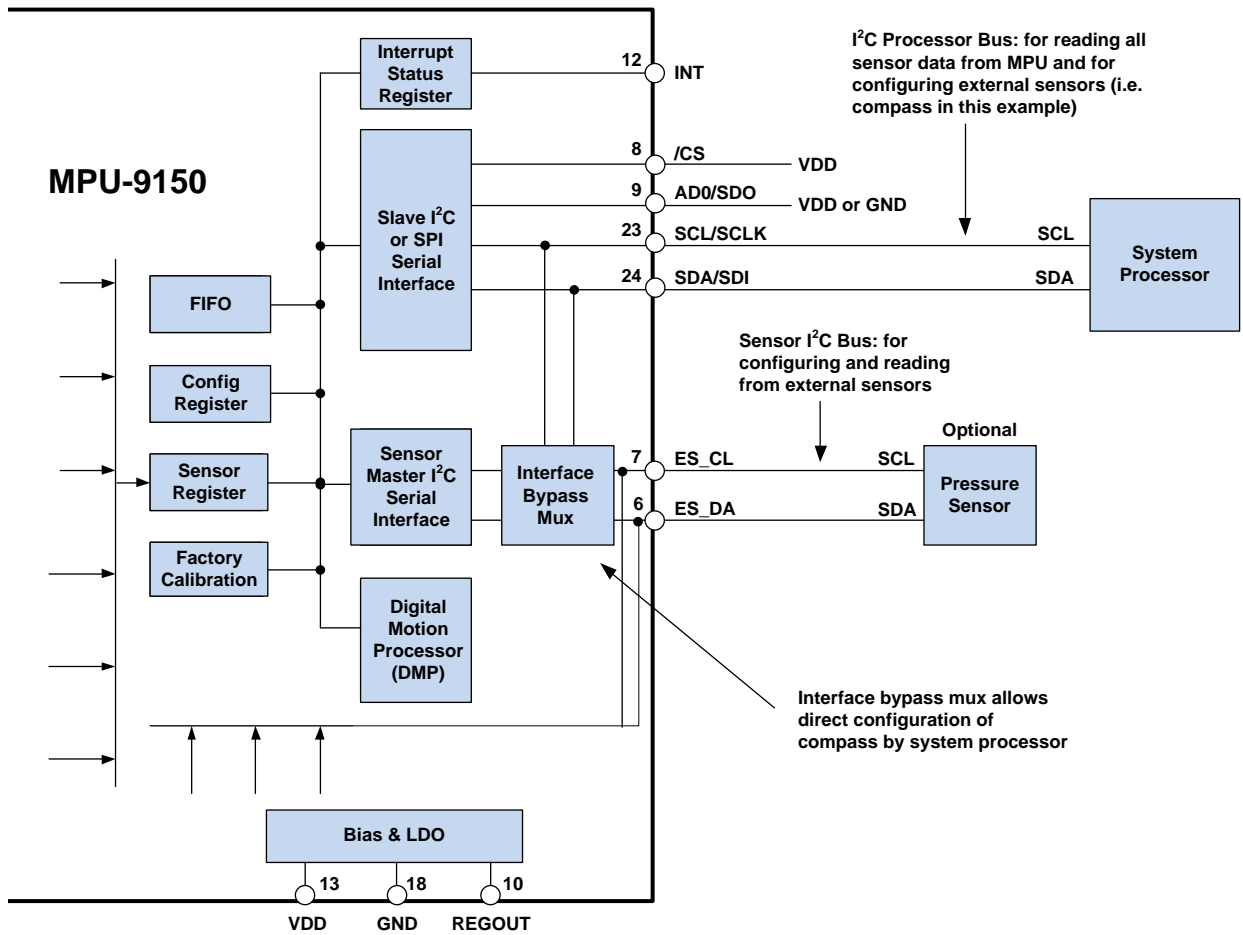 MPU-9150
Interrupt
Status
Register
12
INT
I²C Processor Bus: for reading all
sensor data from MPU and for
configuring external sensors (i.e.
compass in this example)
Slave I²C
or SPI
Serial
Interface
8
/CS
VDD
9
AD0/SDO
VDD or GND
23
SCL/SCLK
SCL
24
SDA/SDI
SDA
System
Processor
FIFO
Config
Register
Sensor
Register
Factory
Calibration
Sensor
Master I²C
Serial
Interface
Interface
Bypass
Mux
Sensor I²C Bus: for
configuring and reading
from external sensors
7
ES_CL
SCL
6
ES_DA
SDA
Optional
Pressure
Sensor
Digital
Motion
Processor
(DMP)
Interface bypass mux allows
direct configuration of
compass by system processor
Bias & LDO
13
18
10
VDD
GND
REGOUT